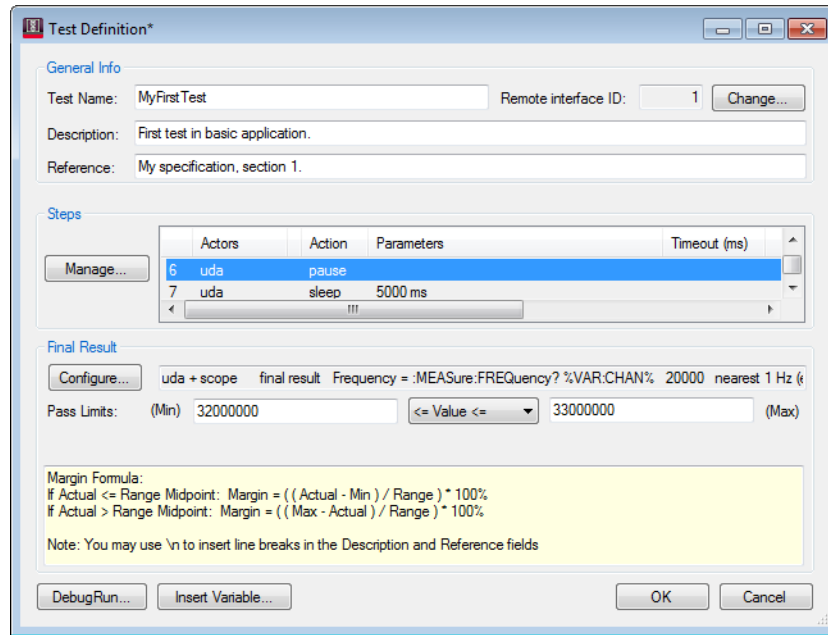 Test Definition*
General Info
Test Name: MyFirstTest Remote interface ID: 1 Change...
Description: First test in basic application.
Reference: My specification, section 1.
Steps
Actors Action Parameters Timeout (ms)
Manage...
6 uda pause
7 uda sleep 5000 ms
Final Result
Configure... uda + scope final result Frequency = :MEASure:FREQuency? %VAR:CHAN% 20000 nearest 1 Hz (
Pass Limits: (Min) 32000000 <= Value <= 33000000 (Max)
Margin Formula:
If Actual <= Range Midpoint: Margin = ( ( Actual - Min ) / Range ) * 100%
If Actual > Range Midpoint: Margin = ( ( Max - Actual ) / Range ) * 100%
Note: You may use \n to insert line breaks in the Description and Reference fields
DebugRun... Insert Variable... OK Cancel